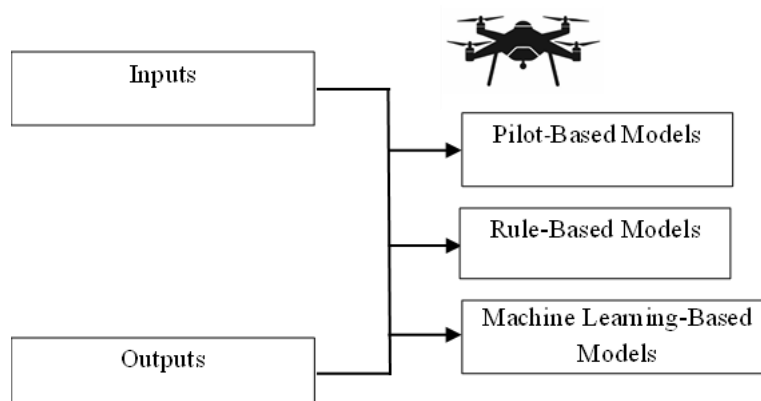 Inputs
Pilot-Based Models
Rule-Based Models
Machine Learning-Based
Models
Outputs